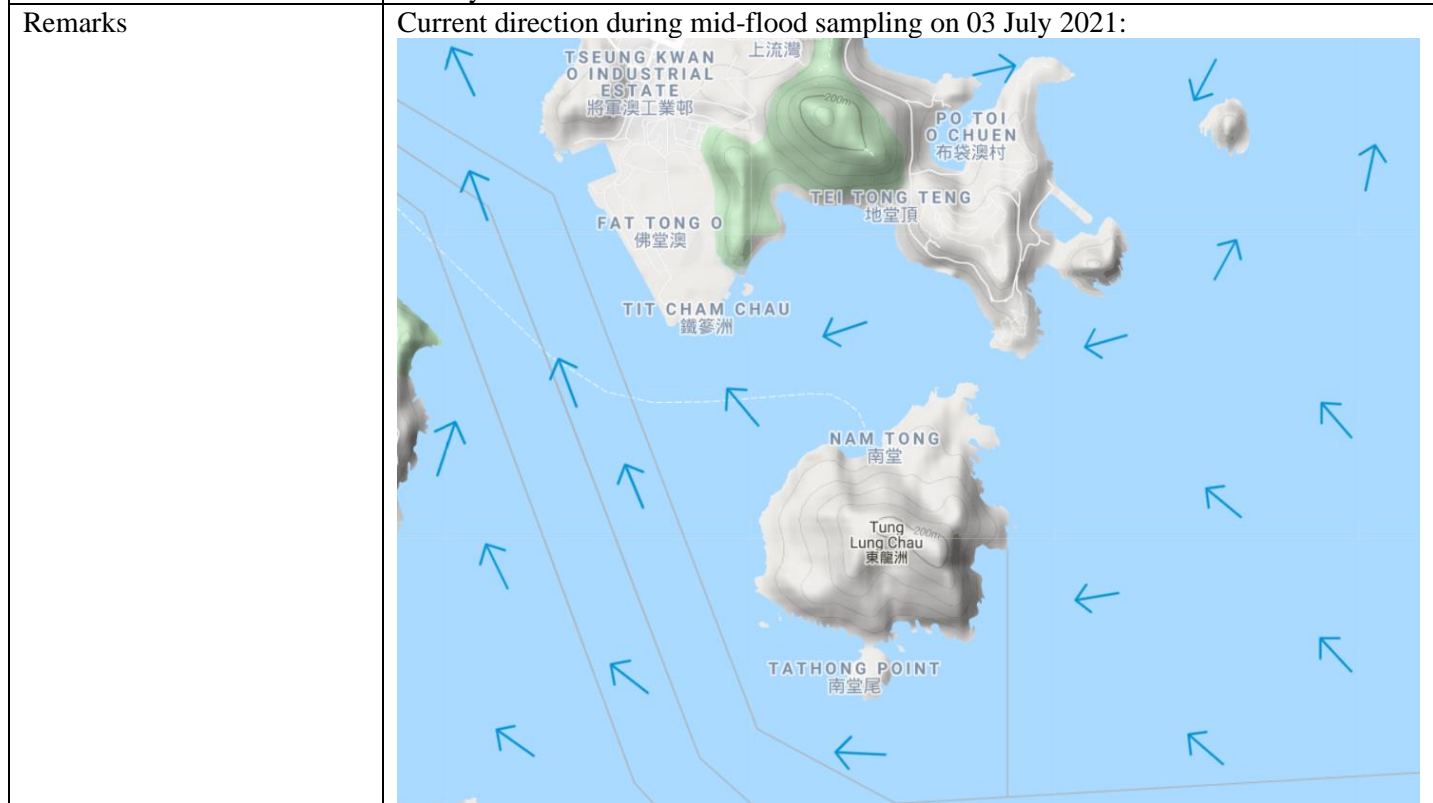 Remarks
Current direction during mid-flood sampling on 03 July 2021:
上流灣
TSEUNG KWAN
O INDUSTRIAL
ESTATE
將軍澳工業邨
200m
PO TOI
O CHUEN
布袋澳村
TEI TONG TENG
地堂頂
FAT TONG O
佛堂澳
TIT CHAM CHAU
鐵篸洲
NAM TONG
南堂
Tung
Lung Chau
東龍洲
200m
TATHONG POINT
南堂尾